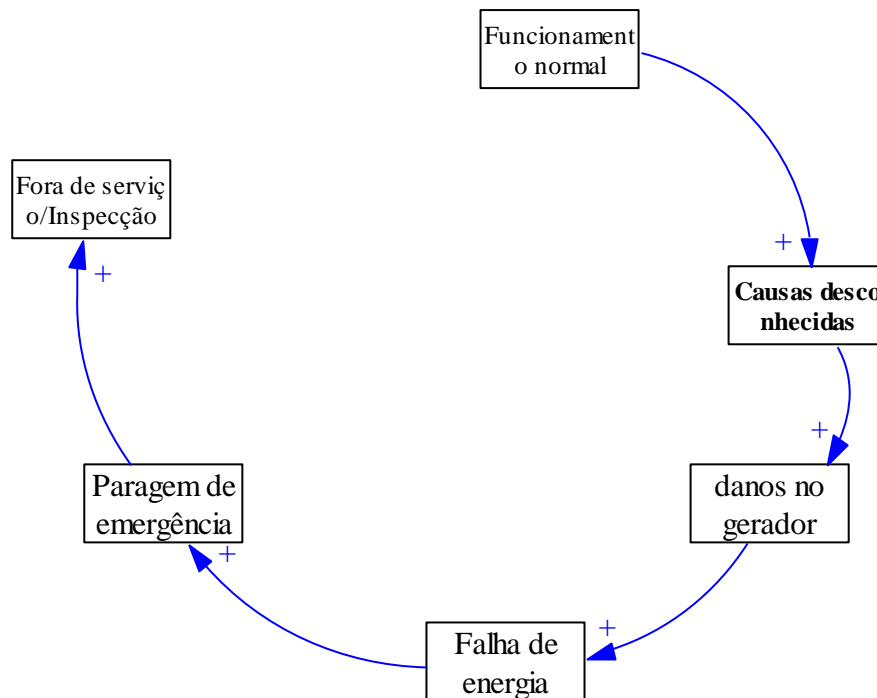 Funcionament
o normal
+
Causas desco
nhecidas
+
danos no
gerador
+
Falha de
energia
+
Paragem de
emergência
+
Fora de serviç
o/Inspecção